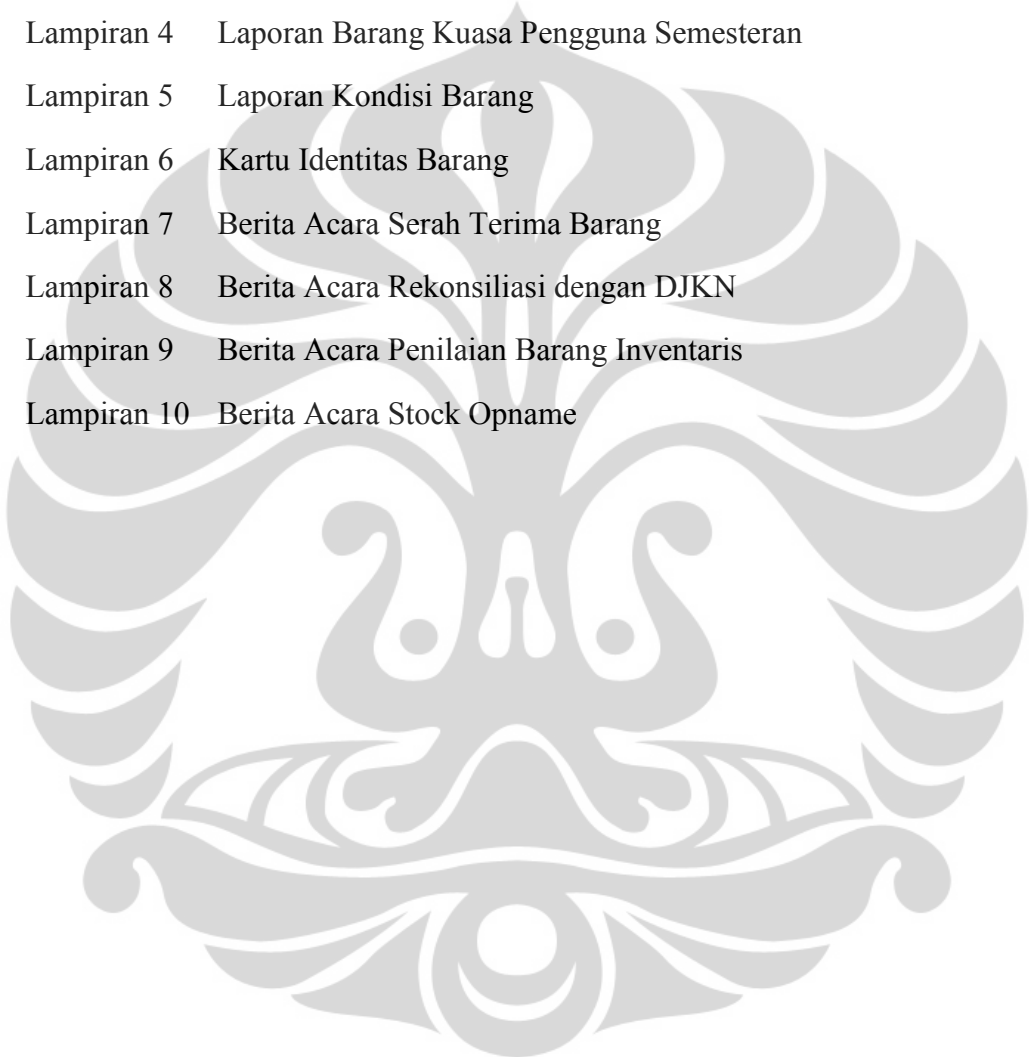 Lampiran 4 Laporan Barang Kuasa Pengguna Semesteran
Lampiran 5 Laporan Kondisi Barang
Lampiran 6 Kartu Identitas Barang
Lampiran 7 Berita Acara Serah Terima Barang
Lampiran 8 Berita Acara Rekonsiliasi dengan DJKN
Lampiran 9 Berita Acara Penilaian Barang Inventaris
Lampiran 10 Berita Acara Stock Opname